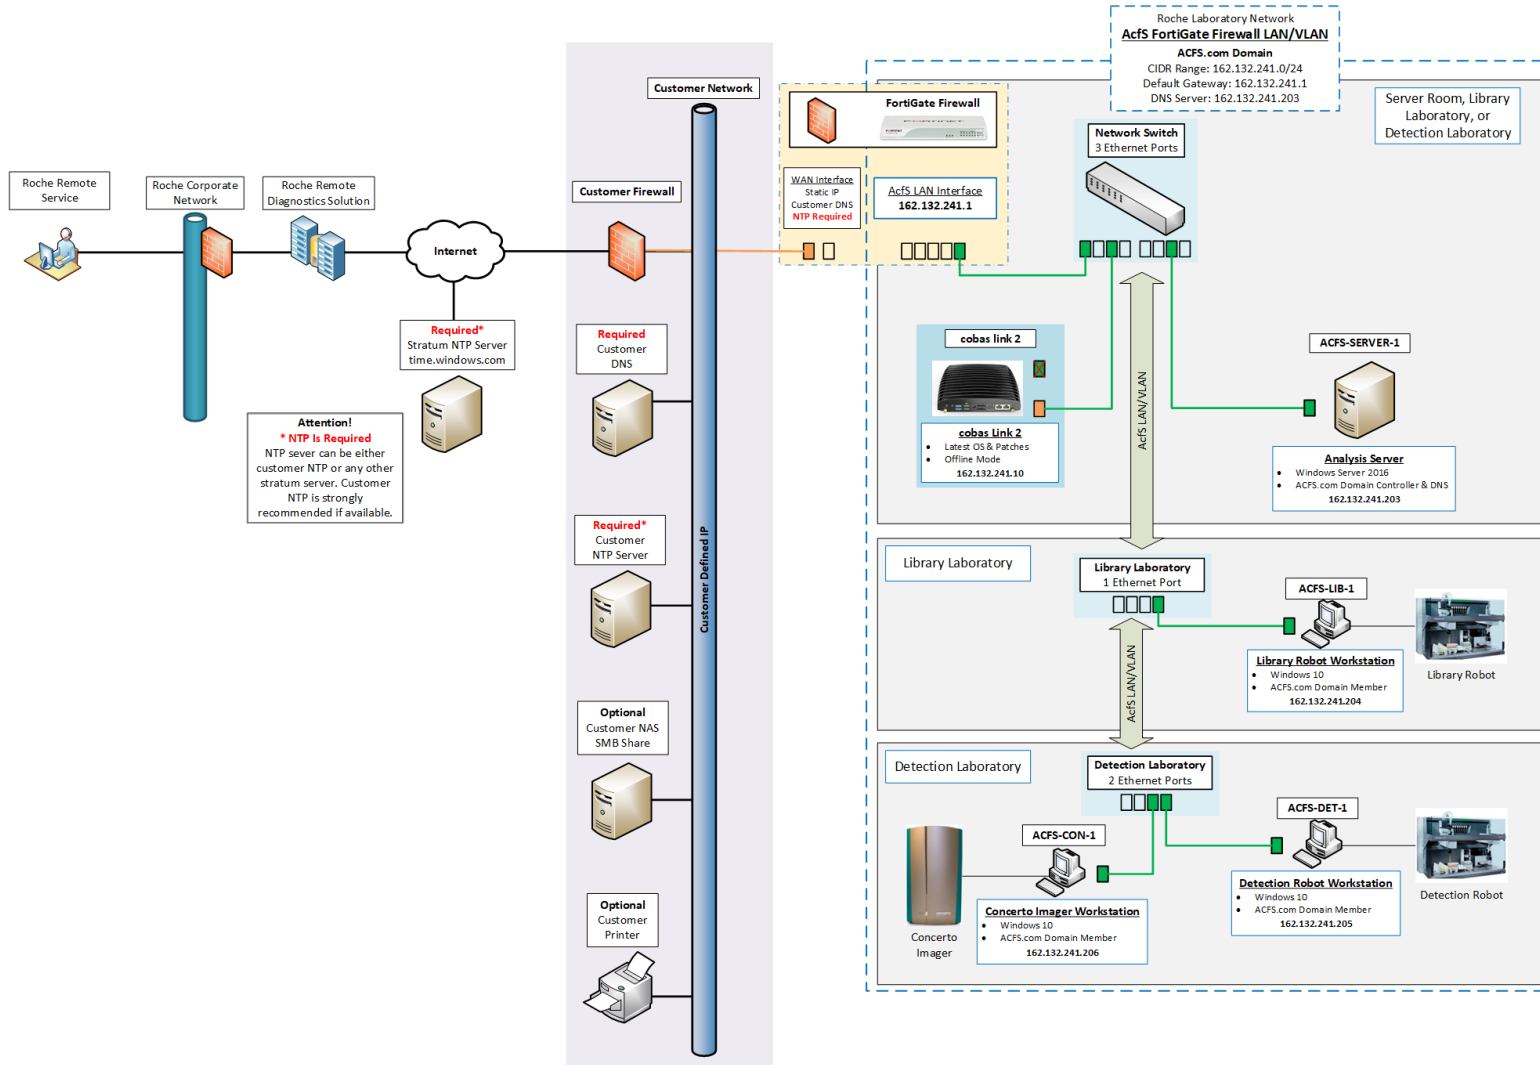 Roche Laboratory Network
AcfS FortiGate Firewall LAN/VLAN
ACFS.com Domain
CIDR Range: 162.132.241.0/24
Default Gateway: 162.132.241.1
DNS Server: 162.132.241.203
Customer Network
FortiGate Firewall
FORTINET
Server Room, Library
Laboratory, or
Detection Laboratory
Network Switch
3 Ethernet Ports
Roche Remote
Service
Roche Corporate
Network
Roche Remote
Diagnostics Solution
Customer Firewall
WAN Interface
Static IP
Customer DNS
NTP Required
AcfS LAN Interface
162.132.241.1
Internet
Required*
Stratum NTP Server
time.windows.com
Required
Customer
DNS
cobas link 2
ACFS-SERVER-1
AcfS LAN/VLAN
Attention!
* NTP Is Required
NTP sever can be either
customer NTP or any other
stratum server. Customer
NTP is strongly
recommended if available.
cobas Link 2
• Latest OS & Patches
• Offline Mode
162.132.241.10
Analysis Server
• Windows Server 2016
• ACFS.com Domain Controller & DNS
162.132.241.203
Required*
Customer
NTP Server
Customer Defined IP
Library Laboratory
Library Laboratory
1 Ethernet Port
ACFS-LIB-1
AcfS LAN/VLAN
Library Robot Workstation
• Windows 10
• ACFS.com Domain Member
162.132.241.204
Library Robot
Optional
Customer NAS
SMB Share
Detection Laboratory
Detection Laboratory
2 Ethernet Ports
ACFS-CON-1
ACFS-DET-1
Optional
Customer
Printer
Concerto
Imager
Concerto Imager Workstation
• Windows 10
• ACFS.com Domain Member
162.132.241.206
Detection Robot Workstation
• Windows 10
• ACFS.com Domain Member
162.132.241.205
Detection Robot